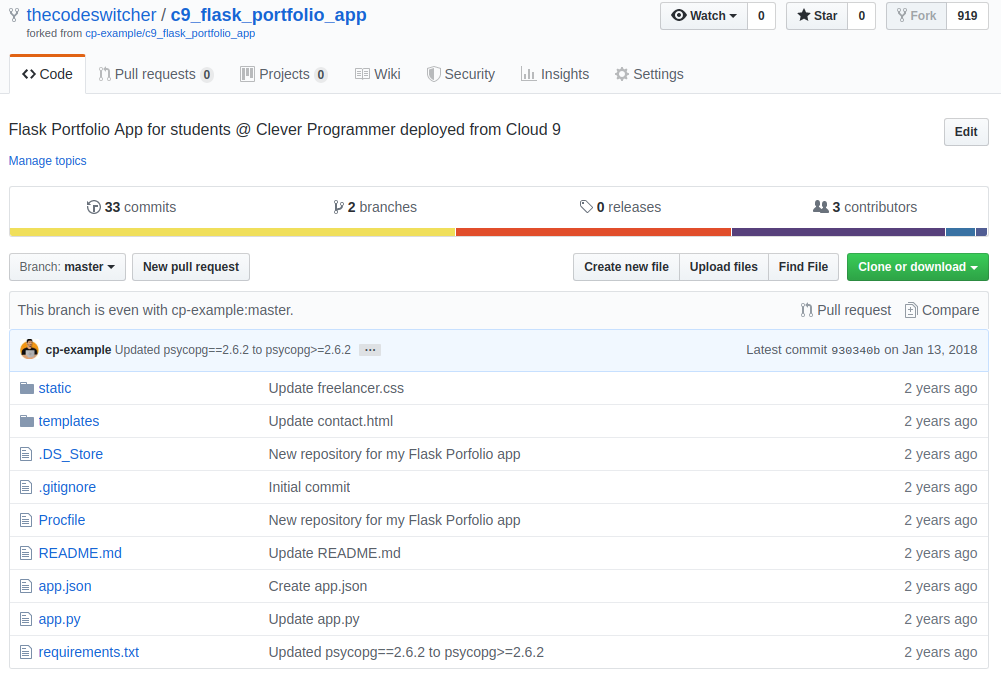 thecodeswitcher / c9_flask_portfolio_app
Watch 0 Star 0 Fork 919
forked from cp-example/c9_flask_portfolio_app
Code Pull requests 0 Projects 0 Wiki Security Insights Settings
Flask Portfolio App for students @ Clever Programmer deployed from Cloud 9
Edit
Manage topics
33 commits 2 branches 0 releases 3 contributors
Branch: master New pull request Create new file Upload files Find File Clone or download
This branch is even with cp-example:master. Pull request Compare
cp-example Updated psycopg==2.6.2 to psycopg>=2.6.2 ... Latest commit 930340b on Jan 13, 2018
static Update freelancer.css 2 years ago
templates Update contact.html 2 years ago
.DS_Store New repository for my Flask Porfolio app 2 years ago
.gitignore Initial commit 2 years ago
Procfile New repository for my Flask Porfolio app 2 years ago
README.md Update README.md 2 years ago
app.json Create app.json 2 years ago
app.py Update app.py 2 years ago
requirements.txt Updated psycopg==2.6.2 to psycopg>=2.6.2 2 years ago